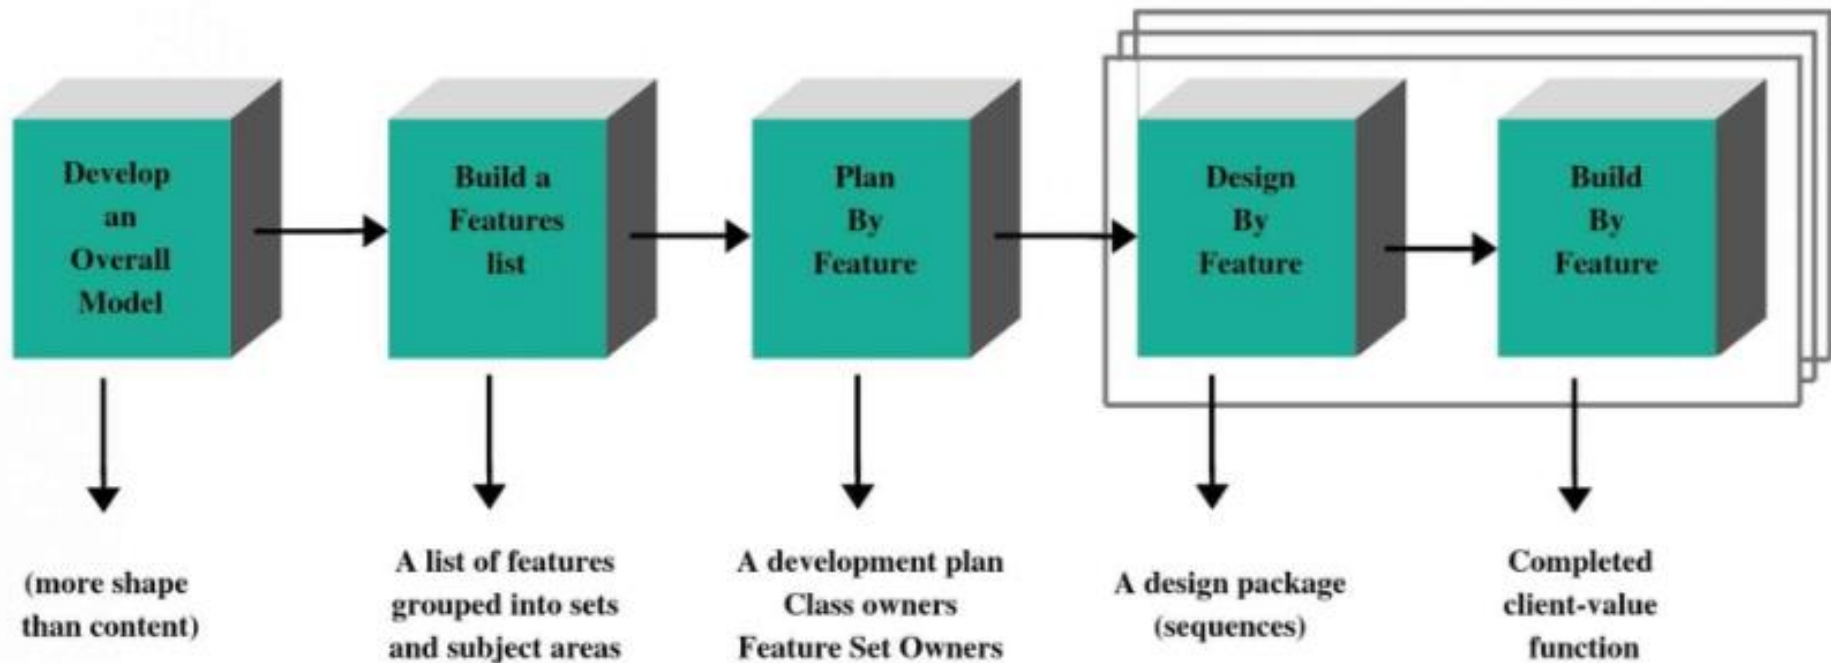 Develop
an
Overall
Model
Build a
Features
list
Plan
By
Feature
Design
By
Feature
Build
By
Feature
(more shape
than content)
A list of features
grouped into sets
and subject areas
A development plan
Class owners
Feature Set Owners
A design package
(sequences)
Completed
client-value
function